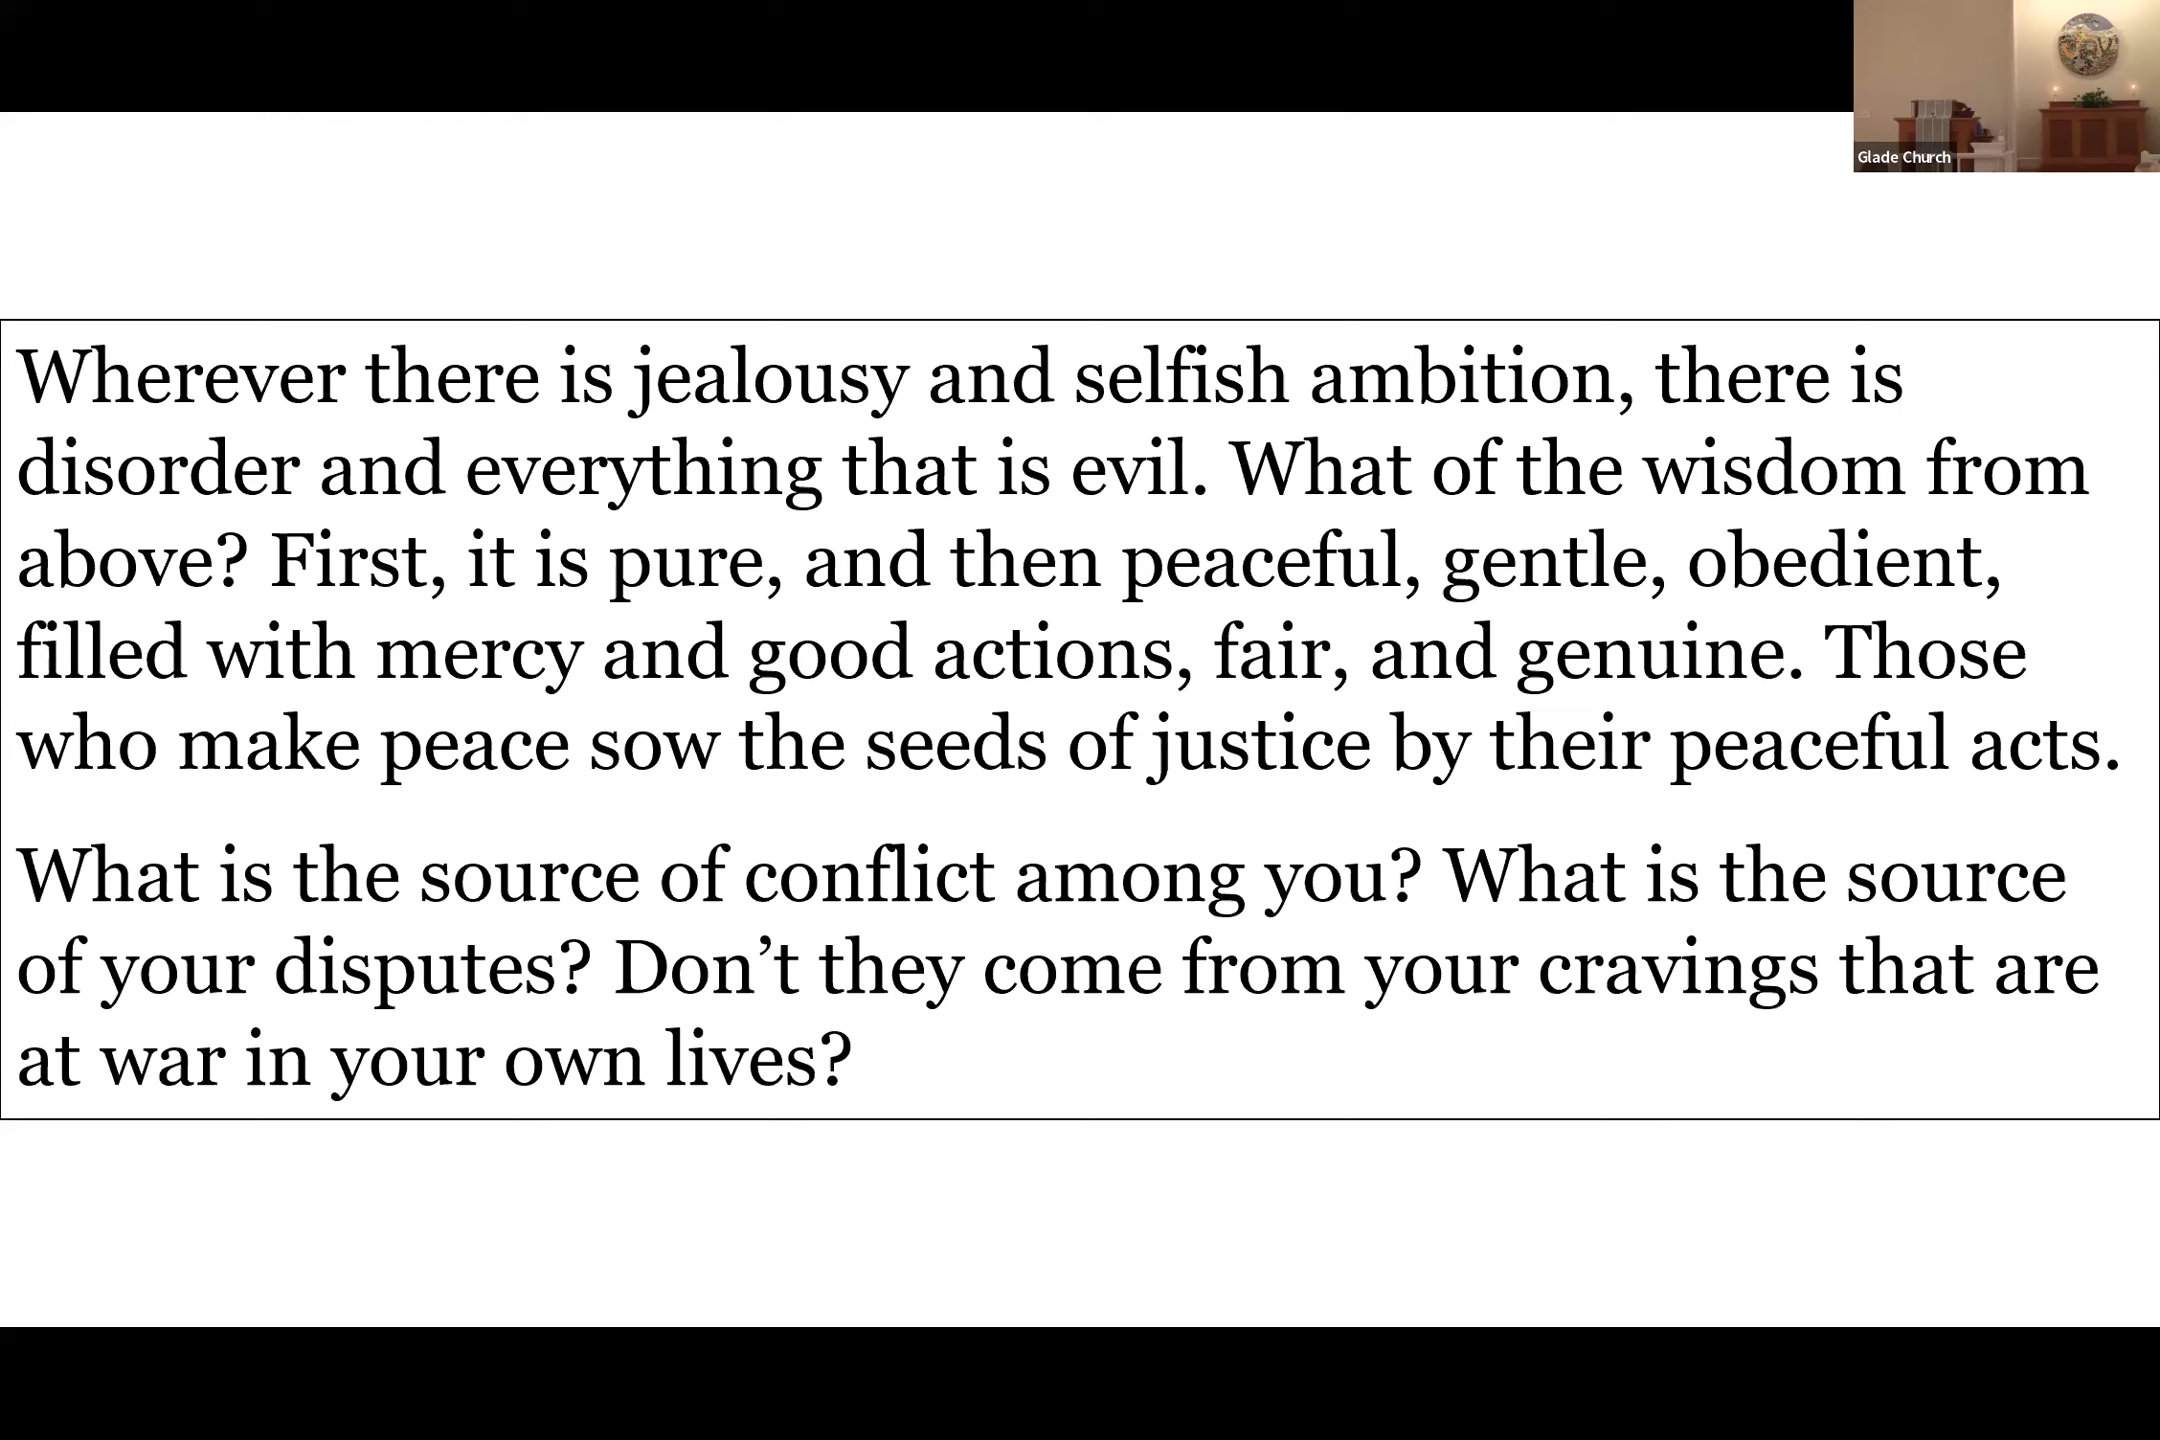 Glade Church
Wherever there is jealousy and selfish ambition, there is
disorder and everything that is evil. What of the wisdom from
above? First, it is pure, and then peaceful, gentle, obedient,
filled with mercy and good actions, fair, and genuine. Those
who make peace sow the seeds of justice by their peaceful acts.
What is the source of conflict among you? What is the source
of your disputes? Don’t they come from your cravings that are
at war in your own lives?